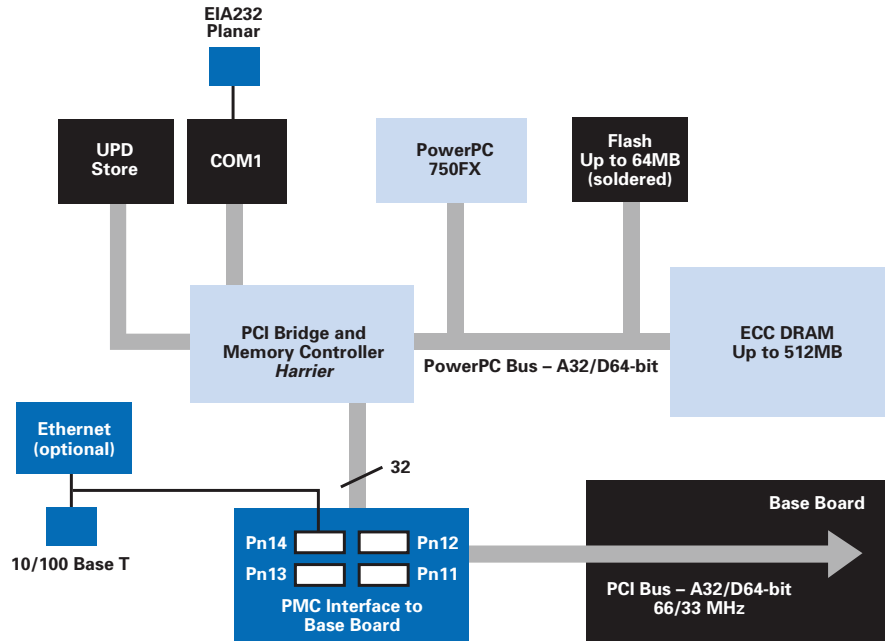 EIA232
Planar
UPD
Store
COM1
PowerPC
750FX
Flash
Up to 64MB
(soldered)
PCI Bridge and
Memory Controller
Harrier
ECC DRAM
Up to 512MB
PowerPC Bus – A32/D64-bit
Ethernet
(optional)
32
10/100 Base T
Pn14
Pn12
Pn13
Pn11
PMC Interface to
Base Board
Base Board
PCI Bus – A32/D64-bit
66/33 MHz